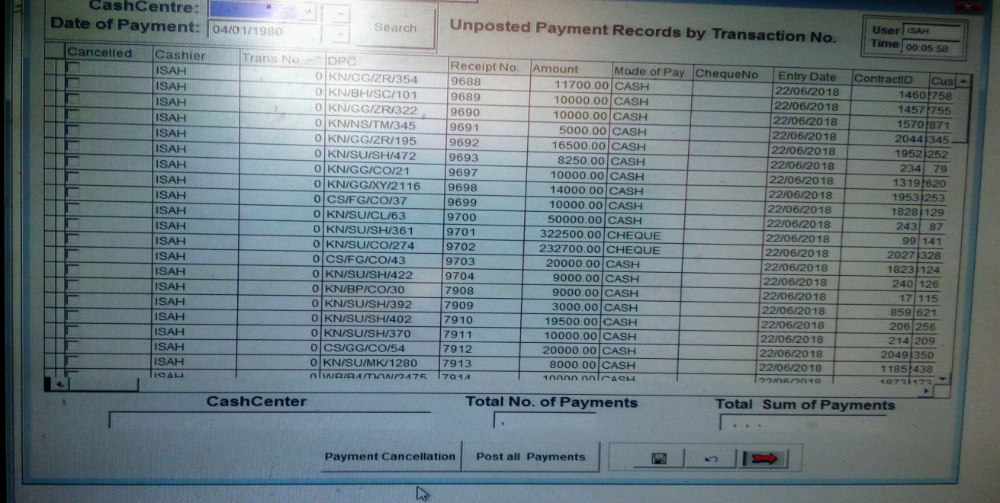 CashCentre:
Date of Payment: 04/01/1980 Search
Unposted Payment Records by Transaction No.
User ISAH
Time 00:05:58
Cancelled Cashier Trans No DPC Receipt No. Amount Mode of Pay ChequeNo Entry Date ContractID Cus
ISAH 0 KN/GG/ZR/354 9688 11700.00 CASH 22/06/2018 1460 758
ISAH 0 KN/BH/SC/101 9689 10000.00 CASH 22/06/2018 1457 755
ISAH 0 KN/GG/ZR/322 9690 10000.00 CASH 22/06/2018 1570 871
ISAH 0 KN/NS/TM/345 9691 5000.00 CASH 22/06/2018 2044 345
ISAH 0 KN/GG/ZR/195 9692 16500.00 CASH 22/06/2018 1952 252
ISAH 0 KN/SU/SH/472 9693 8250.00 CASH 22/06/2018 234 79
ISAH 0 KN/GG/CO/21 9697 10000.00 CASH 22/06/2018 1319 620
ISAH 0 KN/GG/XY/2116 9698 14000.00 CASH 22/06/2018 1953 253
ISAH 0 CS/FG/CO/37 9699 10000.00 CASH 22/06/2018 1828 129
ISAH 0 KN/SU/CL/63 9700 50000.00 CASH 22/06/2018 243 87
ISAH 0 KN/SU/SH/361 9701 322500.00 CHEQUE 22/06/2018 99 141
ISAH 0 KN/SU/CO/274 9702 232700.00 CHEQUE 22/06/2018 2027 328
ISAH 0 CS/FG/CO/43 9703 20000.00 CASH 22/06/2018 1823 124
ISAH 0 KN/SU/SH/422 9704 9000.00 CASH 22/06/2018 240 126
ISAH 0 KN/BP/CO/30 7908 9000.00 CASH 22/06/2018 17 115
ISAH 0 KN/SU/SH/392 7909 3000.00 CASH 22/06/2018 859 621
ISAH 0 KN/SU/SH/402 7910 19500.00 CASH 22/06/2018 206 256
ISAH 0 KN/SU/SH/370 7911 10000.00 CASH 22/06/2018 214 209
ISAH 0 CS/GG/CO/54 7912 20000.00 CASH 22/06/2018 2049 350
ISAH 0 KN/SU/MK/1280 7913 8000.00 CASH 22/06/2018 1185 438
ISAH 0 7914 10000.00 CASH 22/06/2018
CashCenter Total No. of Payments Total Sum of Payments
Payment Cancellation Post all Payments